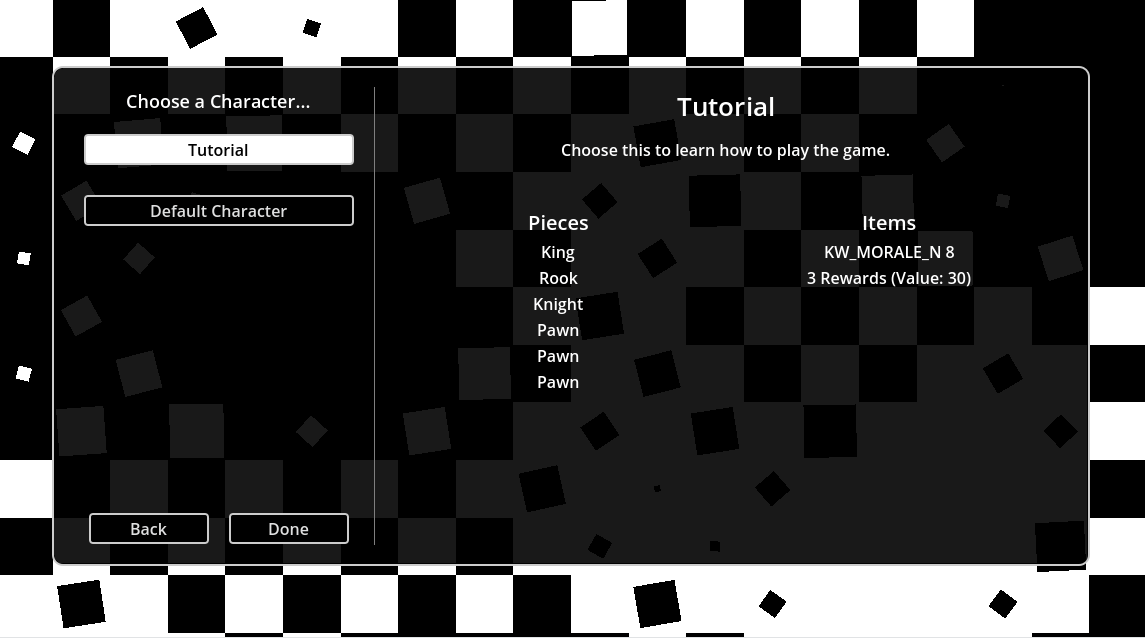 Choose a Character...
Tutorial
Default Character
Back
Done
Tutorial
Choose this to learn how to play the game.
Pieces
King
Rook
Knight
Pawn
Pawn
Pawn
Items
KW_MORALE_N 8
3 Rewards (Value: 30)